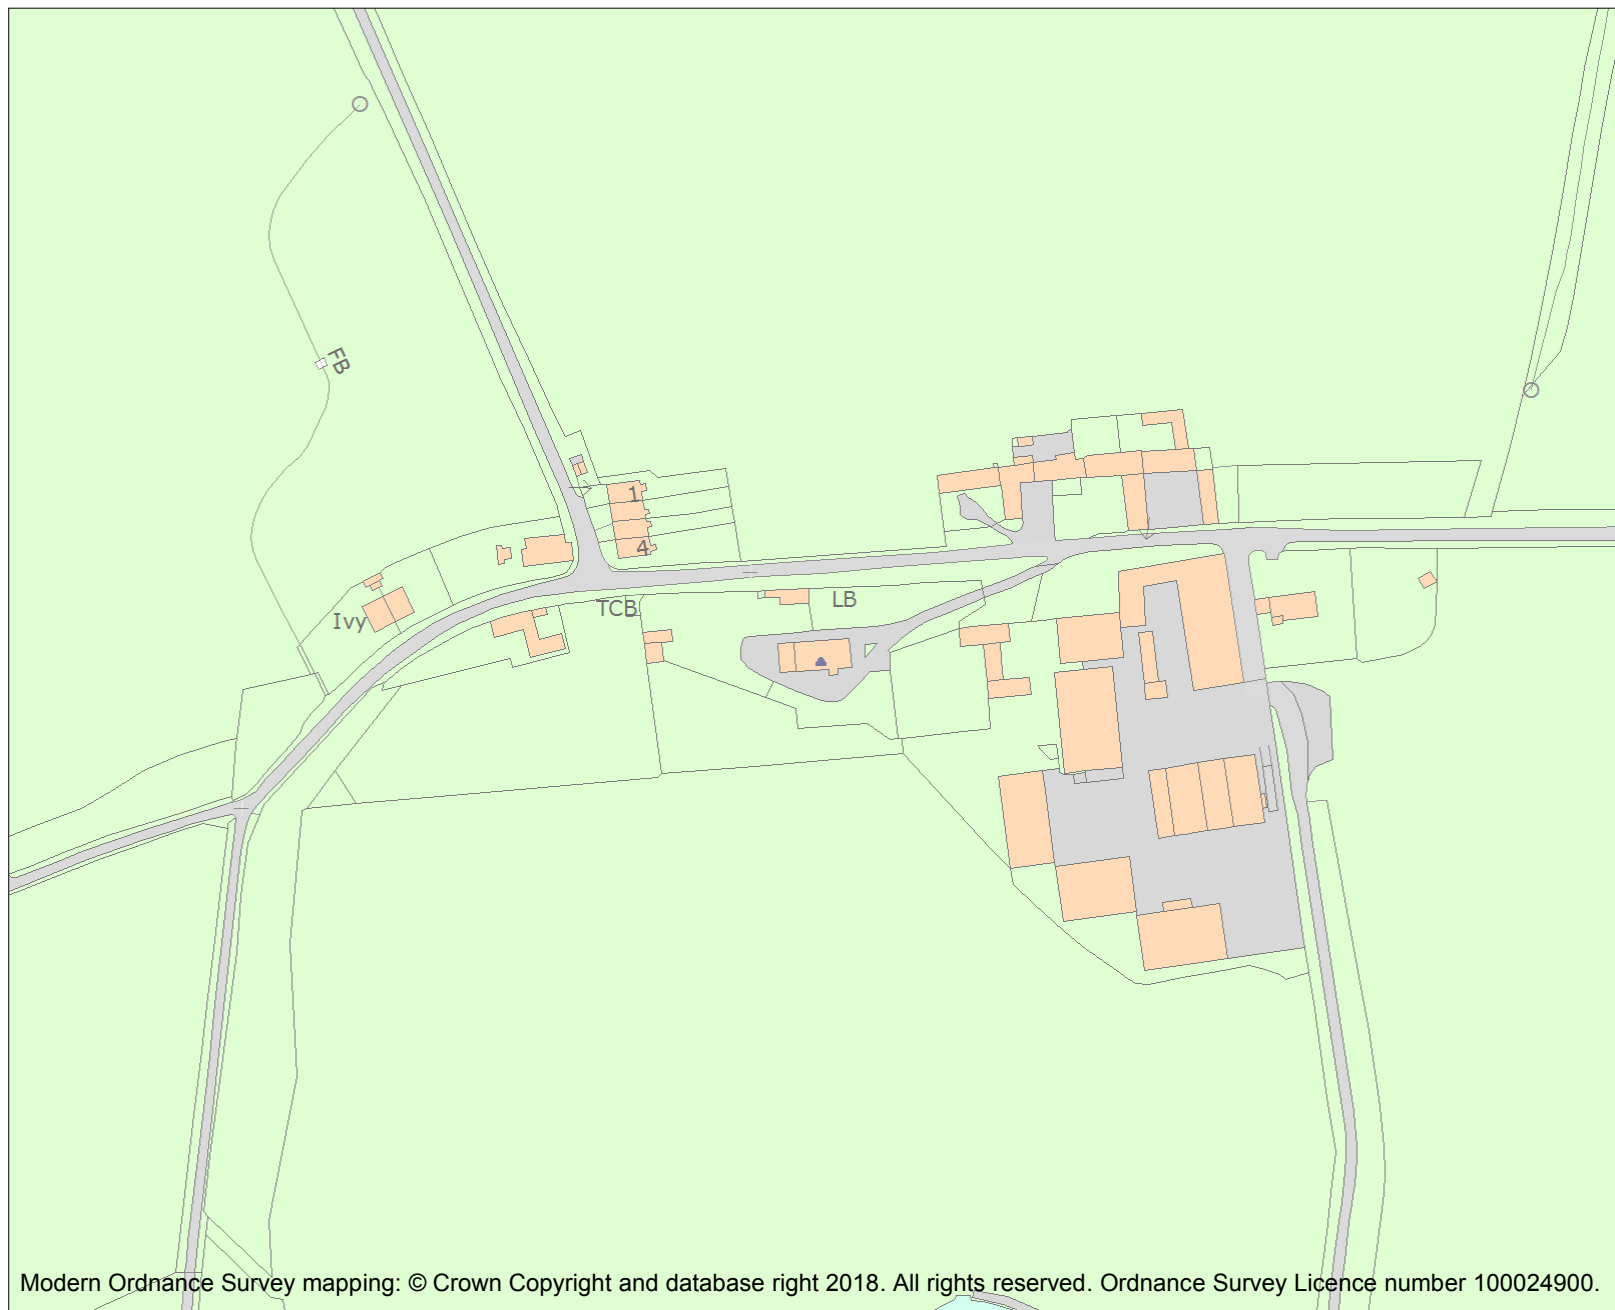 FB
1
4
Ivy
TCB
LB
Modern Ordnance Survey mapping: © Crown Copyright and database right 2018. All rights reserved. Ordnance Survey Licence number 100024900.